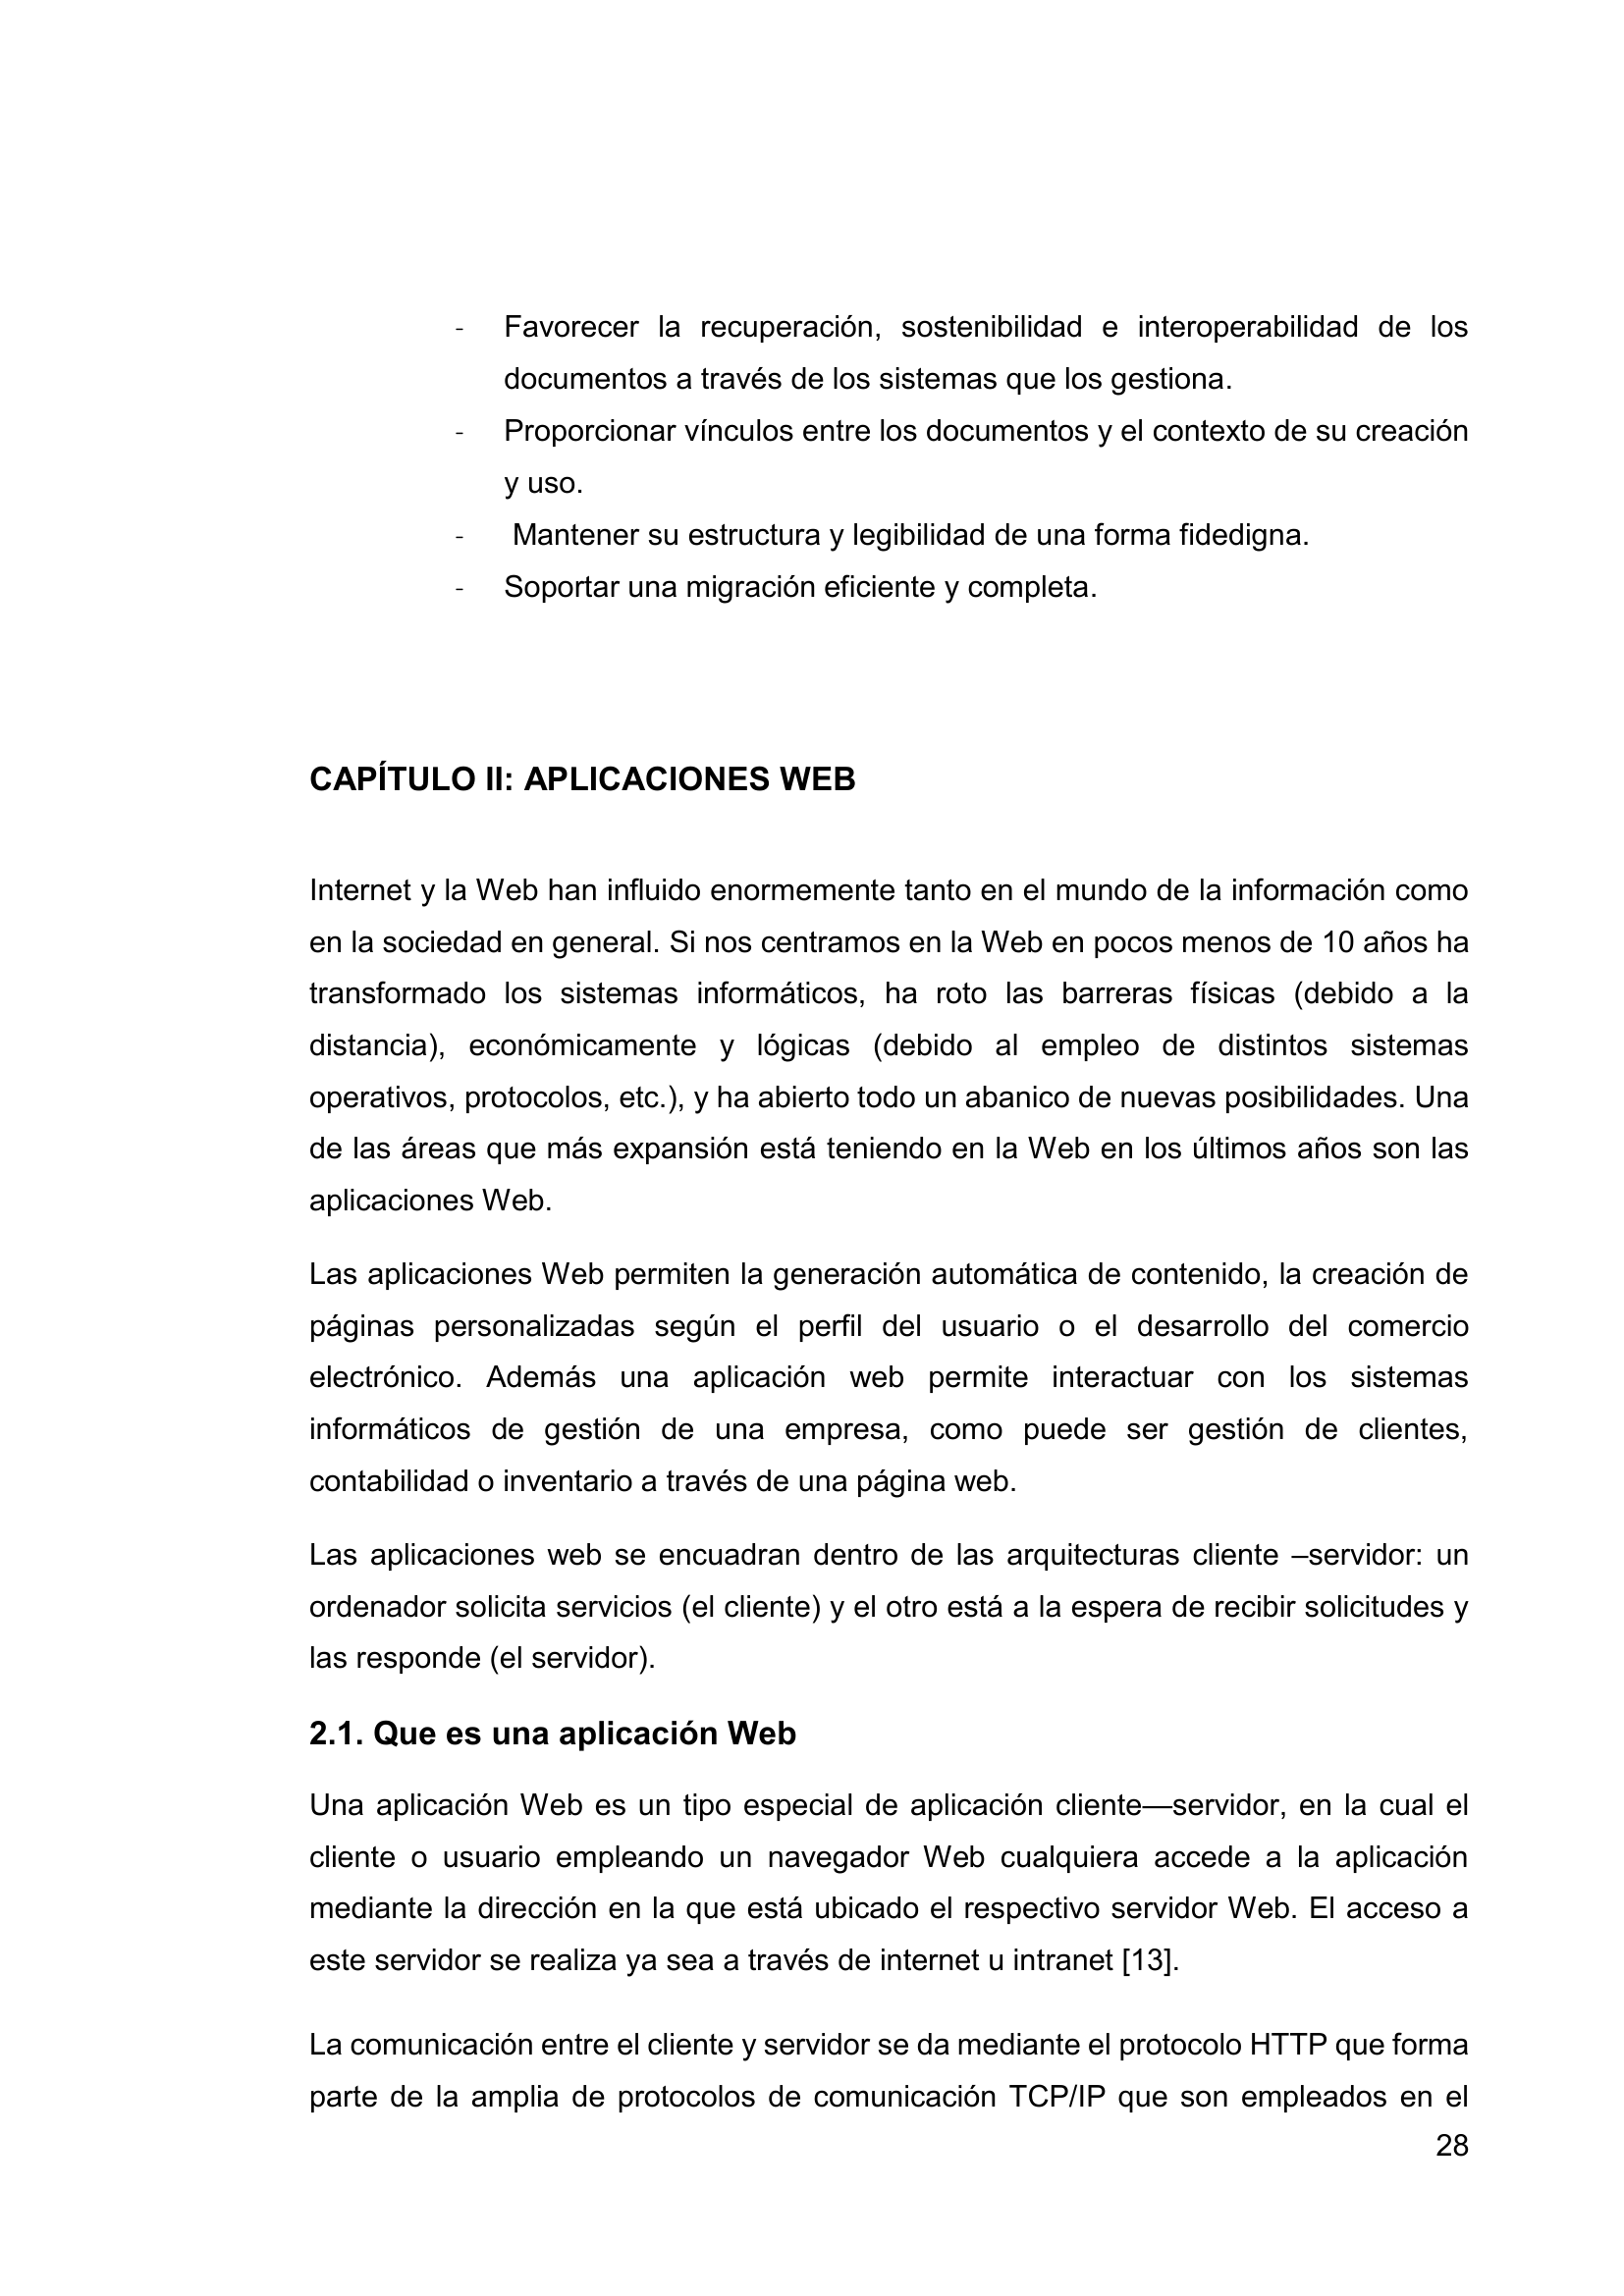 - Favorecer la recuperación, sostenibilidad e interoperabilidad de los
documentos a través de los sistemas que los gestiona.
- Proporcionar vínculos entre los documentos y el contexto de su creación
y uso.
- Mantener su estructura y legibilidad de una forma fidedigna.
- Soportar una migración eficiente y completa.
CAPÍTULO II: APLICACIONES WEB
Internet y la Web han influido enormemente tanto en el mundo de la información como
en la sociedad en general. Si nos centramos en la Web en pocos menos de 10 años ha
transformado los sistemas informáticos, ha roto las barreras físicas (debido a la
distancia), económicamente y lógicas (debido al empleo de distintos sistemas
operativos, protocolos, etc.), y ha abierto todo un abanico de nuevas posibilidades. Una
de las áreas que más expansión está teniendo en la Web en los últimos años son las
aplicaciones Web.
Las aplicaciones Web permiten la generación automática de contenido, la creación de
páginas personalizadas según el perfil del usuario o el desarrollo del comercio
electrónico. Además una aplicación web permite interactuar con los sistemas
informáticos de gestión de una empresa, como puede ser gestión de clientes,
contabilidad o inventario a través de una página web.
Las aplicaciones web se encuadran dentro de las arquitecturas cliente –servidor: un
ordenador solicita servicios (el cliente) y el otro está a la espera de recibir solicitudes y
las responde (el servidor).
2.1. Que es una aplicación Web
Una aplicación Web es un tipo especial de aplicación cliente—servidor, en la cual el
cliente o usuario empleando un navegador Web cualquiera accede a la aplicación
mediante la dirección en la que está ubicado el respectivo servidor Web. El acceso a
este servidor se realiza ya sea a través de internet u intranet [13].
La comunicación entre el cliente y servidor se da mediante el protocolo HTTP que forma
parte de la amplia de protocolos de comunicación TCP/IP que son empleados en el
28